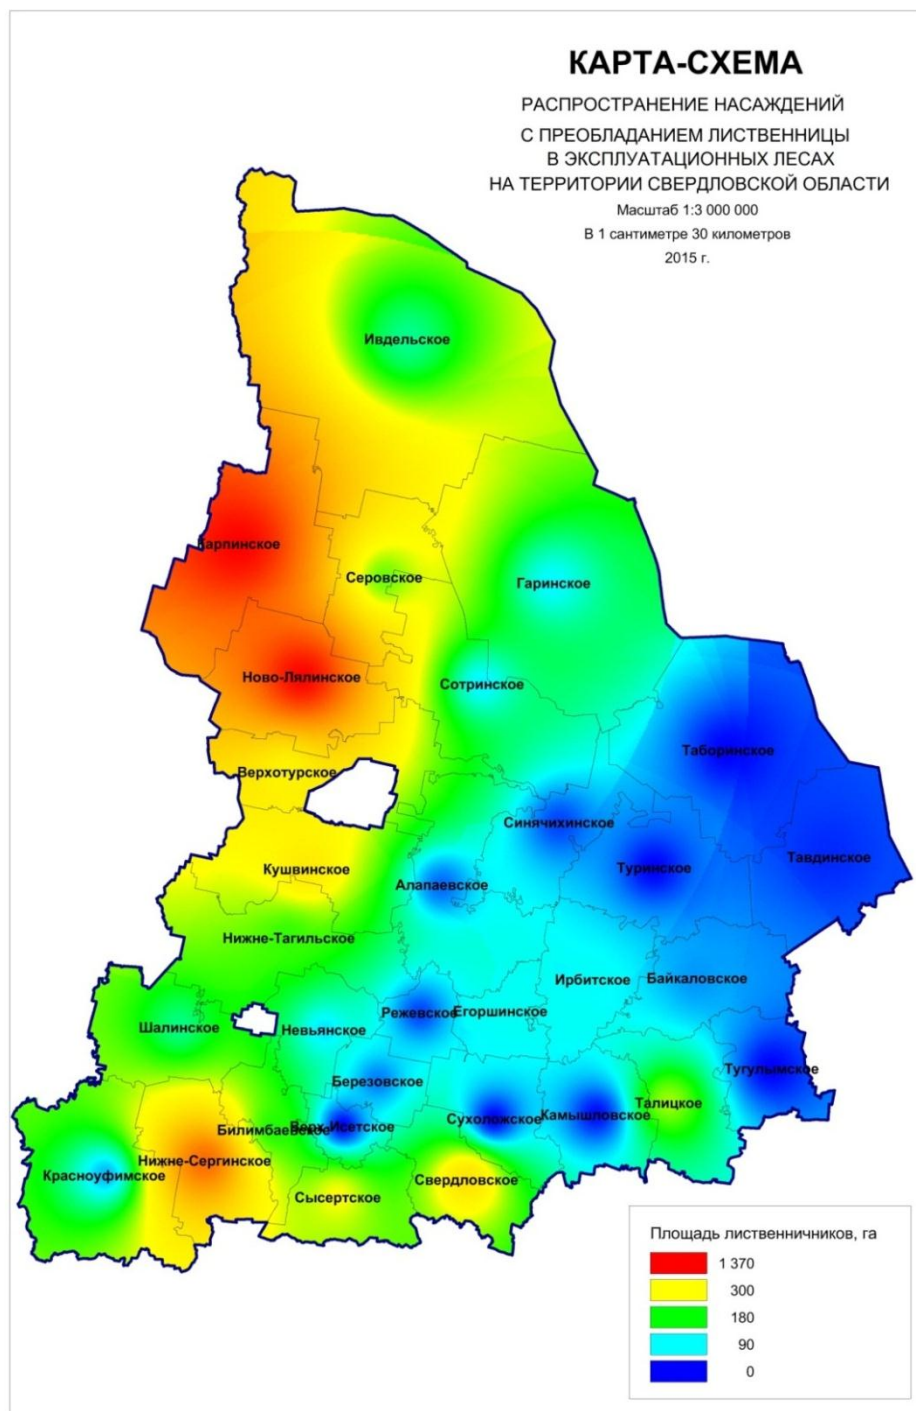 КАРТА-СХЕМА
РАСПРОСТРАНЕНИЕ НАСАЖДЕНИЙ
С ПРЕОБЛАДАНИЕМ ЛИСТВЕННИЦЫ
В ЭКСПЛУАТАЦИОННЫХ ЛЕСАХ
НА ТЕРРИТОРИИ СВЕРДЛОВСКОЙ ОБЛАСТИ
Масштаб 1:3 000 000
В 1 сантиметре 30 километров
2015 г.
Ивдельское
Карпинское
Серовское
Гаринское
Ново-Лялинское
Сотринское
Таборинское
Верхотурское
Синячихинское
Тавдинское
Туринское
Кушвинское
Алапаевское
Нижне-Тагильское
Ирбитское
Байкаловское
Режевское
Егоршинское
Шалинское
Невьянское
Тугулымское
Березовское
Талицкое
Камышловское
Сухоложское
Билимбаевское
Верх-Исетское
Нижне-Сергинское
Красноуфимское
Свердловское
Сысертское
Площадь лиственничников, га
1 370
300
180
90
0